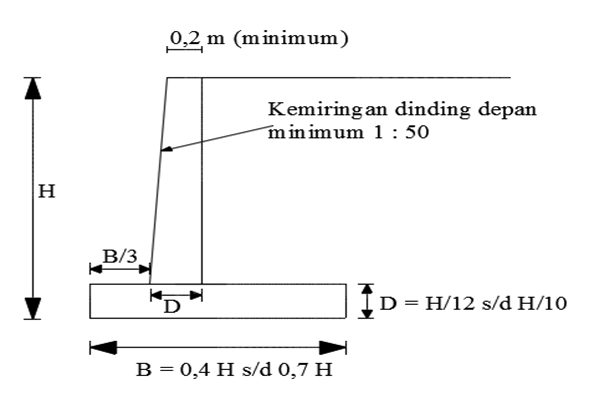 0,2 m (minimum)
Kemiringan dinding depan
minimum 1 : 50
H
B/3
D
D = H/12 s/d H/10
B = 0,4 H s/d 0,7 H